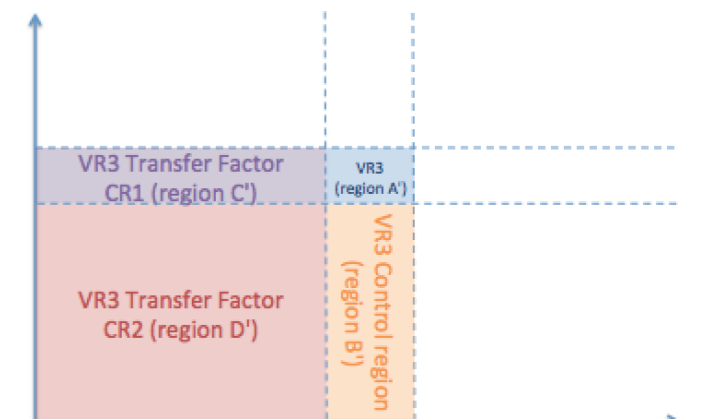 VR3 Transfer Factor
CR1 (region C')
VR3
(region A')
VR3 Transfer Factor
CR2 (region D')
VR3 Control region
(region B')